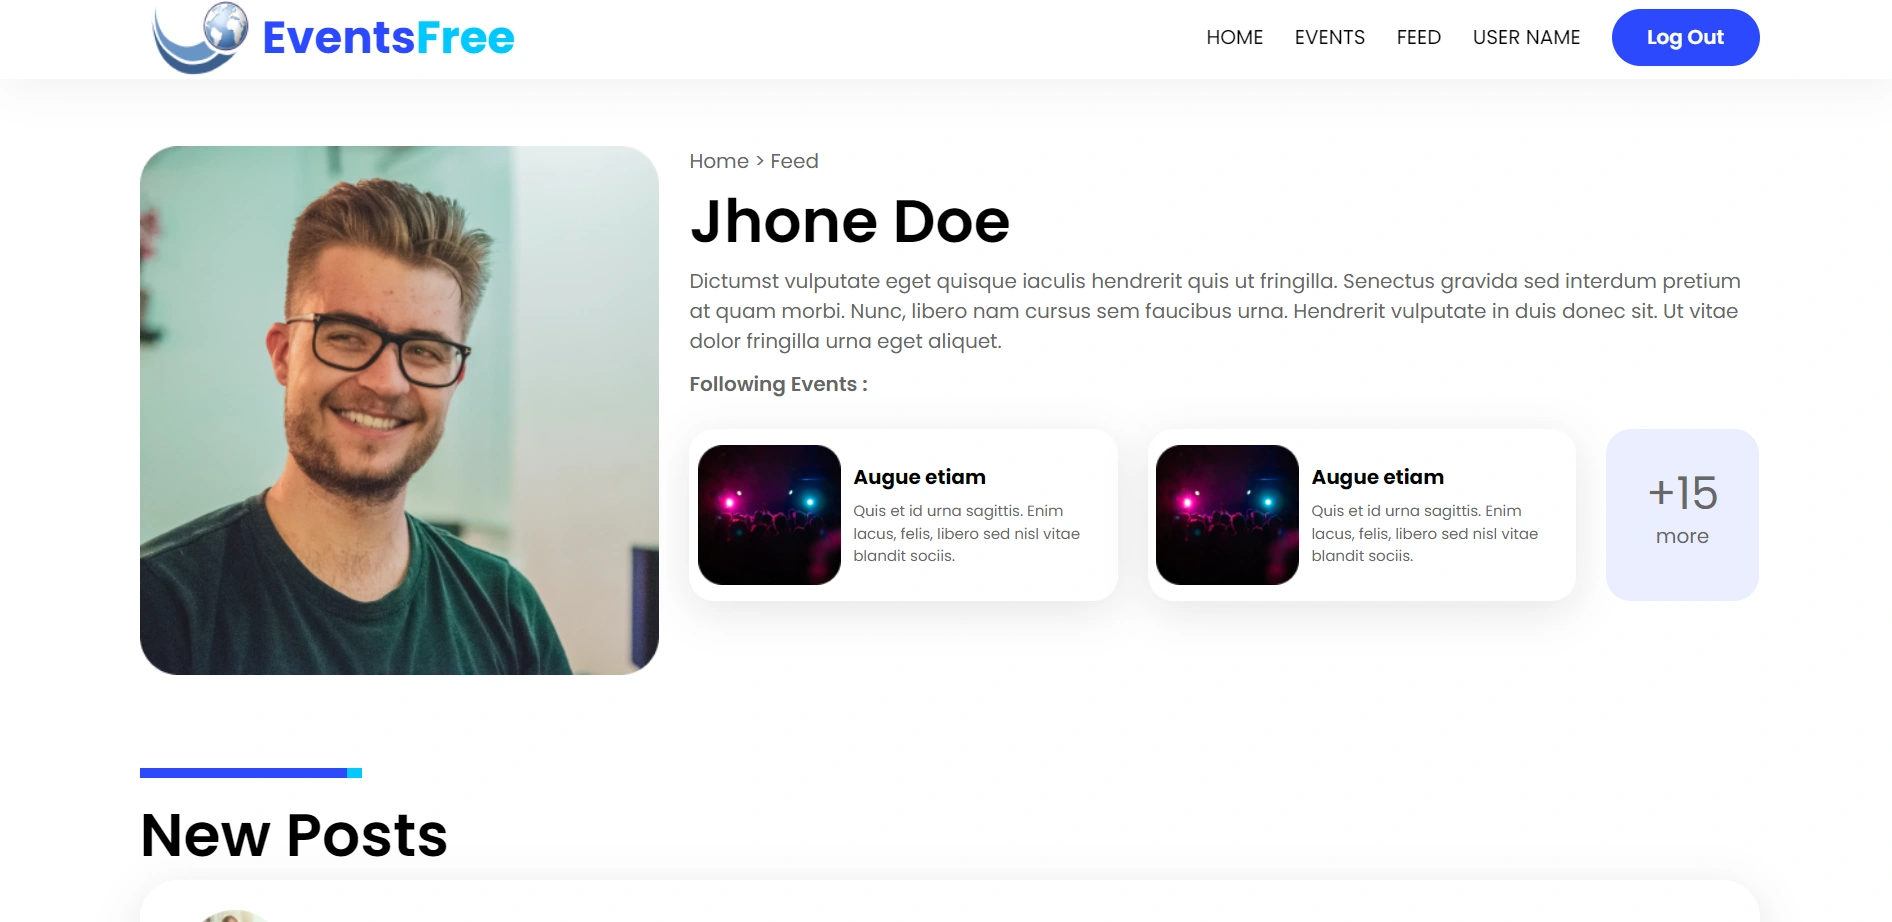 EventsFree
HOME EVENTS FEED USER NAME Log Out
Home > Feed
Jhone Doe
Dictumst vulputate eget quisque iaculis hendrerit quis ut fringilla. Senectus gravida sed interdum pretium
at quam morbi. Nunc, libero nam cursus sem faucibus urna. Hendrerit vulputate in duis donec sit. Ut vitae
dolor fringilla urna eget aliquet.
Following Events :
Augue etiam
Quis et id urna sagittis. Enim
lacus, felis, libero sed nisl vitae
blandit sociis.
Augue etiam
Quis et id urna sagittis. Enim
lacus, felis, libero sed nisl vitae
blandit sociis.
+15
more
New Posts